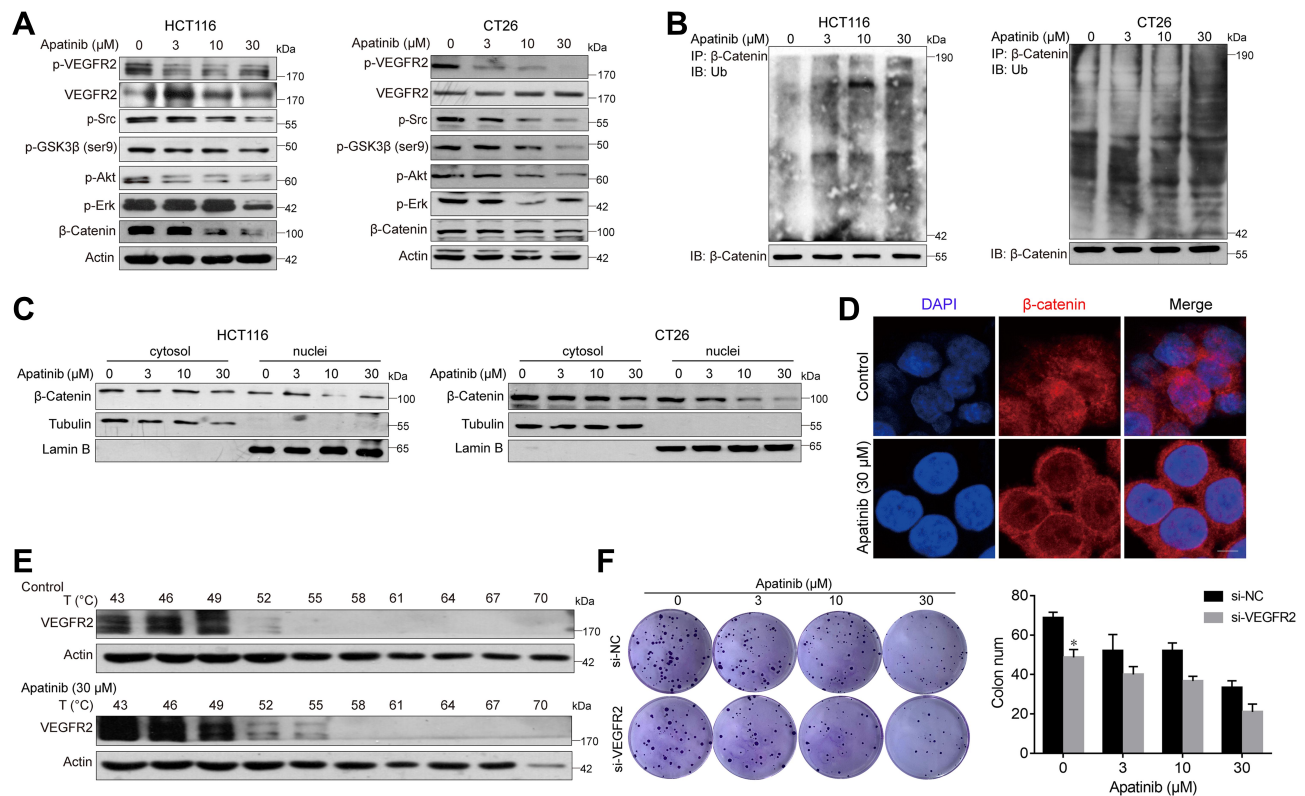 A
HCT116
Apatinib (μM) 0 3 10 30 kDa
p-VEGFR2 170
VEGFR2 170
p-Src 55
p-GSK3β (ser9) 50
p-Akt 60
p-Erk 42
β-Catenin 100
Actin 42
CT26
Apatinib (μM) 0 3 10 30 kDa
p-VEGFR2 170
VEGFR2 170
p-Src 55
p-GSK3β (ser9) 50
p-Akt 60
p-Erk 42
β-Catenin 100
Actin 42
B
HCT116
Apatinib (μM) 0 3 10 30 kDa
IP: β-Catenin 190
IB: Ub
42
IB: β-Catenin 55
CT26
Apatinib (μM) 0 3 10 30 kDa
IP: β-Catenin 190
IB: Ub
42
IB: β-Catenin 55
C
HCT116
cytosol nuclei
Apatinib (μM) 0 3 10 30 0 3 10 30 kDa
β-Catenin 100
Tubulin 55
Lamin B 65
CT26
cytosol nuclei
Apatinib (μM) 0 3 10 30 0 3 10 30 kDa
β-Catenin 100
Tubulin 55
Lamin B 65
D
DAPI β-catenin Merge
Control
Apatinib (30 μM)
E
Control
T (°C) 43 46 49 52 55 58 61 64 67 70 kDa
VEGFR2 170
Actin 42
Apatinib (30 μM)
T (°C) 43 46 49 52 55 58 61 64 67 70 kDa
VEGFR2 170
Actin 42
F
Apatinib (μM)
0 3 10 30
si-NC
si-VEGFR2
si-NC
si-VEGFR2
Colon num
80
60
40
20
0
*
0 3 10 30
Apatinib (μM)